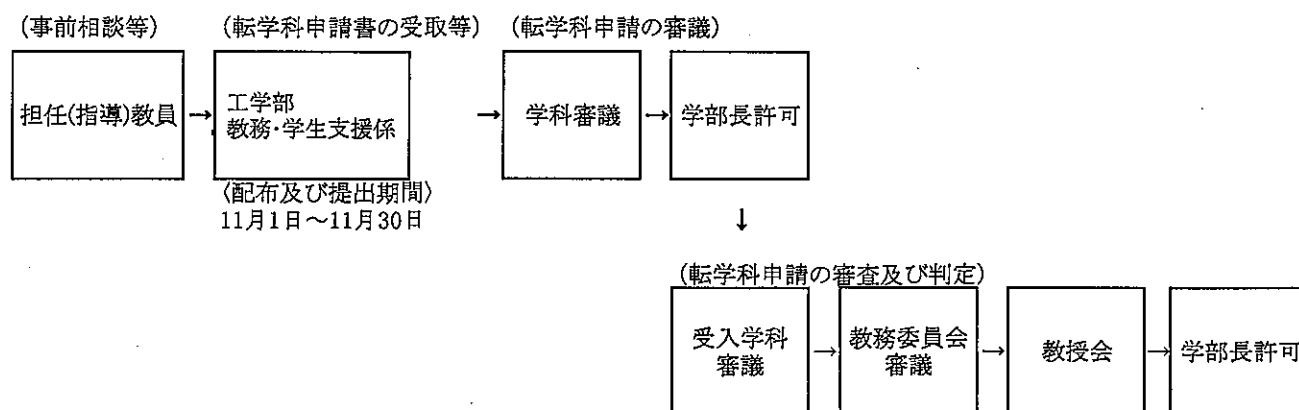 (事前相談等)
(転学科申請書の受取等)
(転学科申請の審議)
担任(指導)教員
→
工学部
教務・学生支援係
→
学科審議
→
学部長許可
〈配布及び提出期間〉
11月1日～11月30日
↓
(転学科申請の審査及び判定)
受入学科
審議
→
教務委員会
審議
→
教授会
→
学部長許可